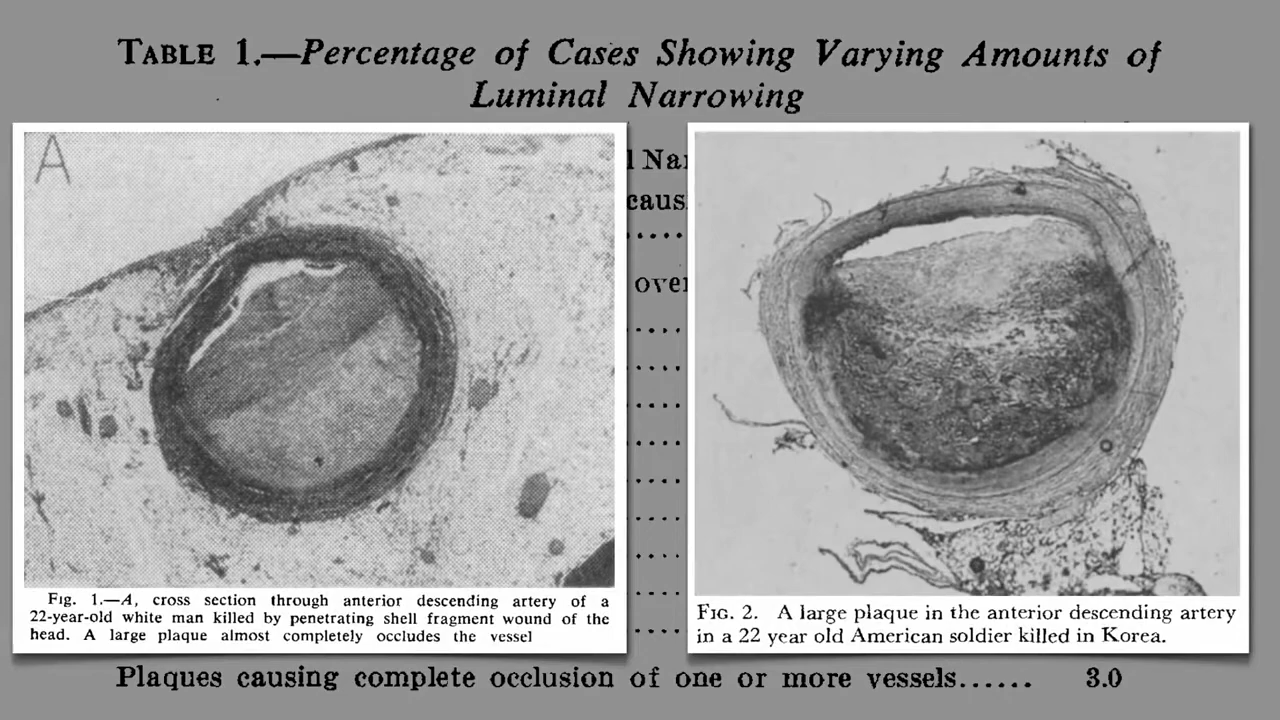 TABLE 1.—Percentage of Cases Showing Varying Amounts of
Luminal Narrowing
A
over
Fig. 1.—A, cross section through anterior descending artery of a
22-year-old white man killed by penetrating shell fragment wound of the
head. A large plaque almost completely occludes the vessel
FIG. 2. A large plaque in the anterior descending artery
in a 22 year old American soldier killed in Korea.
Plaques causing complete occlusion of one or more vessels...... 3.0